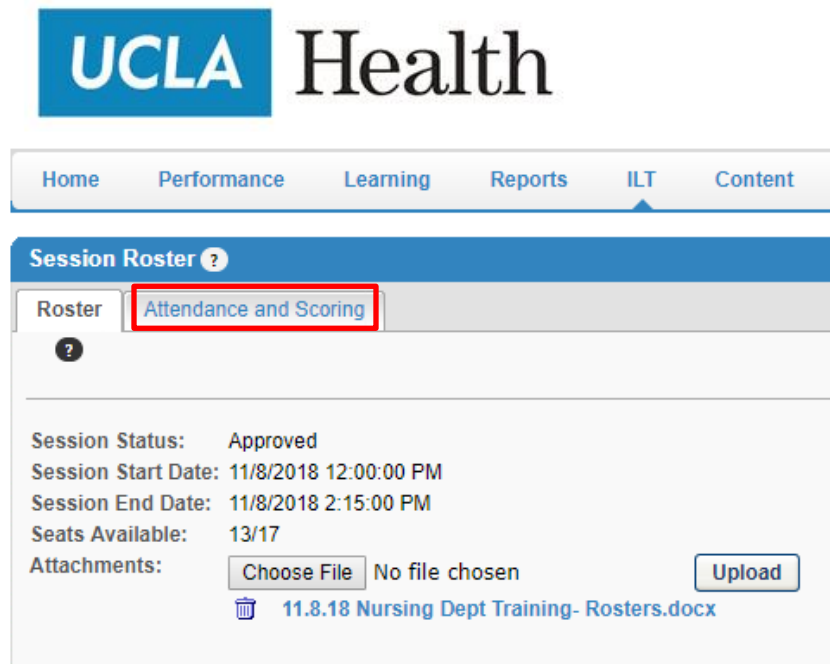 UCLA Health
Home Performance Learning Reports ILT Content
Session Roster ?
Roster Attendance and Scoring
?
Session Status: Approved
Session Start Date: 11/8/2018 12:00:00 PM
Session End Date: 11/8/2018 2:15:00 PM
Seats Available: 13/17
Attachments: Choose File No file chosen Upload
11.8.18 Nursing Dept Training- Rosters.docx